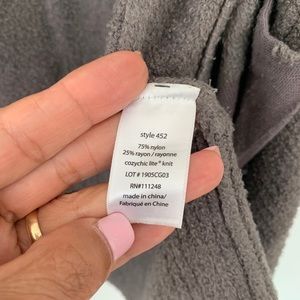 style 452
75% nylon
25% rayon / rayonne
cozychic lite® knit
LOT # 1905CG03
RN#111248
made in china/
Fabriqué en Chine